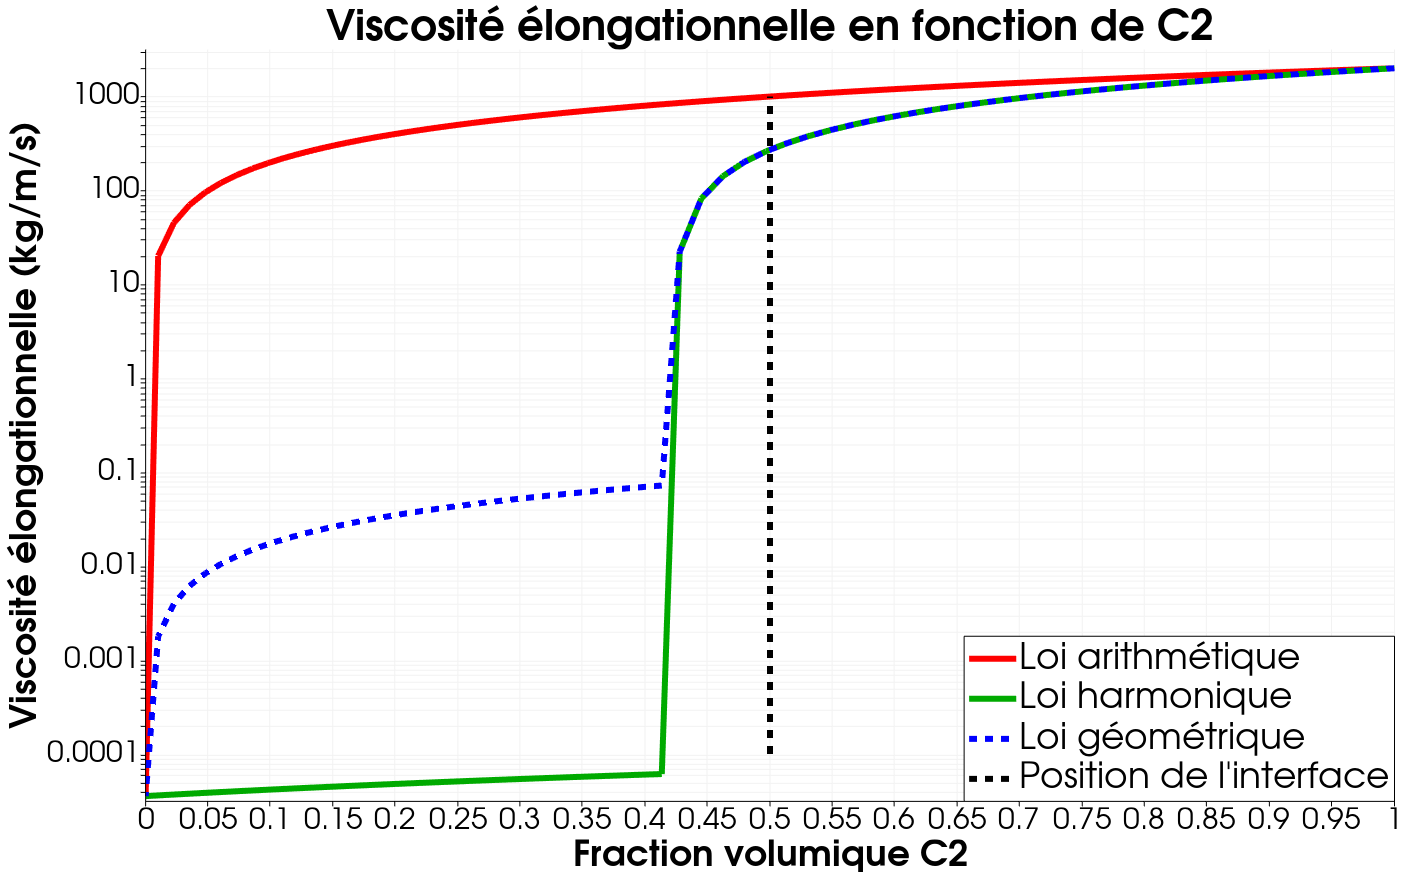 Viscosité élongationnelle en fonction de C2
Viscosité élongationnelle (kg/m/s)
1000
100
10
1
0.1
0.01
0.001
0.0001
Loi arithmétique
Loi harmonique
Loi géométrique
Position de l'interface
0 0.05 0.1 0.15 0.2 0.25 0.3 0.35 0.4 0.45 0.5 0.55 0.6 0.65 0.7 0.75 0.8 0.85 0.9 0.95 1
Fraction volumique C2